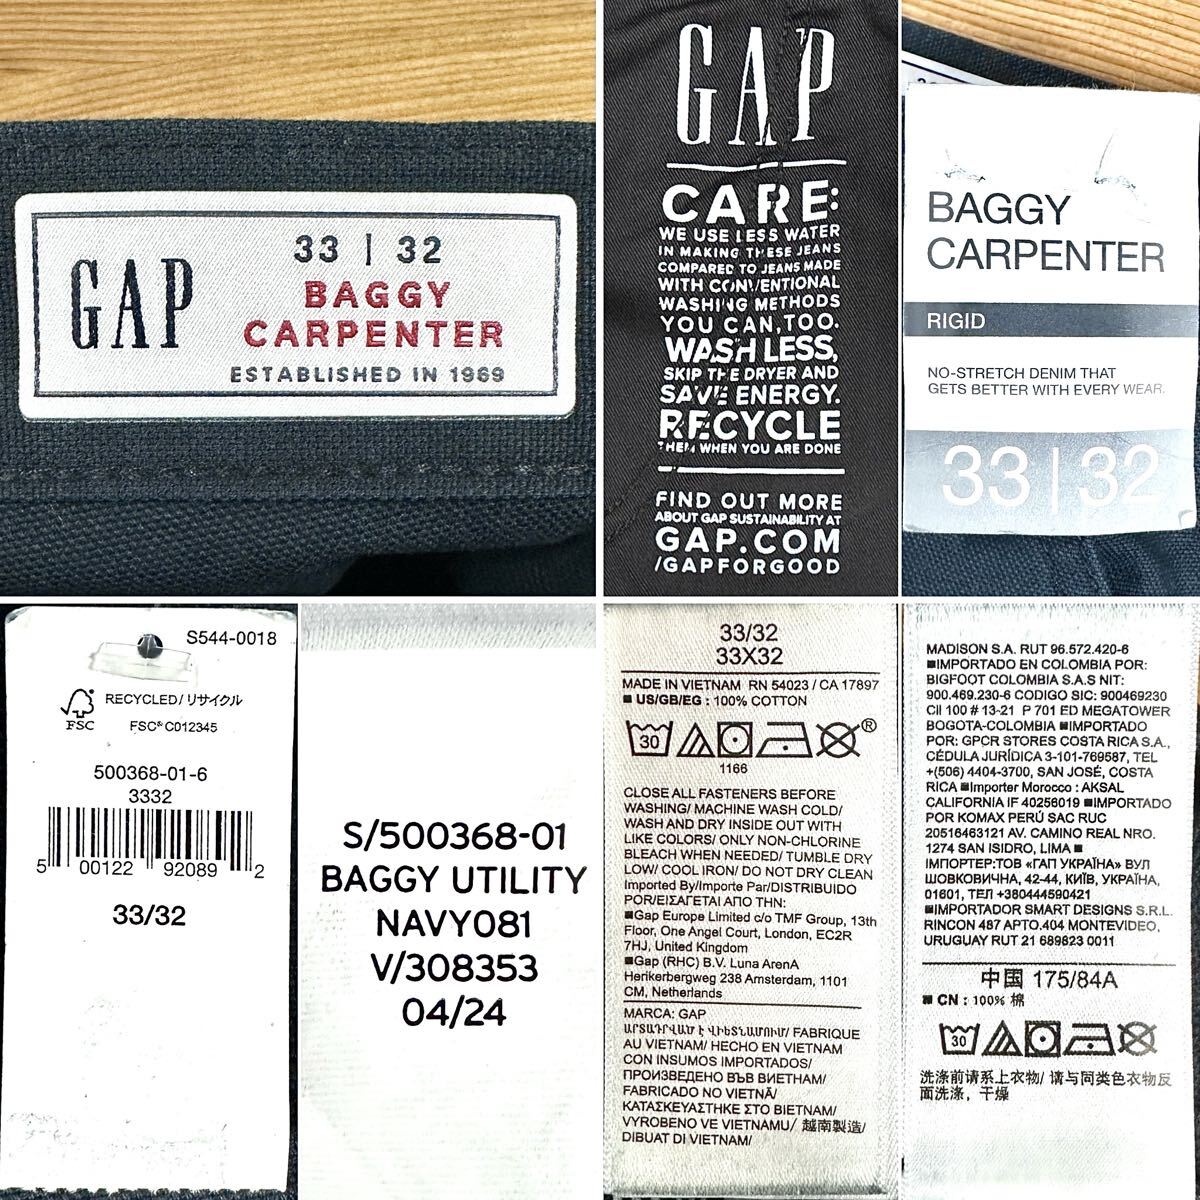 GAP
33 | 32
BAGGY
CARPENTER
ESTABLISHED IN 1969
GAP
CARE:
WE USE LESS WATER
IN MAKING THESE JEANS
COMPARED TO JEANS MADE
WITH CONVENTIONAL
WASHING METHODS
YOU CAN, TOO.
WASH LESS,
SKIP THE DRYER AND
SAVE ENERGY.
RECYCLE
THEM WHEN YOU ARE DONE
FIND OUT MORE
ABOUT GAP SUSTAINABILITY AT
GAP.COM
/GAPFORGOOD
BAGGY
CARPENTER
RIGID
NO-STRETCH DENIM THAT
GETS BETTER WITH EVERY WEAR.
33 | 32
S544-0018
FSC
RECYCLED/リサイクル
FSC® C012345
500368-01-6
3332
5 00122 92089 2
33/32
S/500368-01
BAGGY UTILITY
NAVY081
V/308353
04/24
33/32
33X32
MADE IN VIETNAM RN 54023 / CA 17897
■ US/GB/EG : 100% COTTON
30
®
1166
CLOSE ALL FASTENERS BEFORE
WASHING/ MACHINE WASH COLD/
WASH AND DRY INSIDE OUT WITH
LIKE COLORS/ ONLY NON-CHLORINE
BLEACH WHEN NEEDED/ TUMBLE DRY
LOW/ COOL IRON/ DO NOT DRY CLEAN
Imported By/Importe Par/DISTRIBUIDO
POR/ΕΙΣΑΓΕΤΑΙ ΑΠΟ ΤΗΝ:
■Gap Europe Limited c/o TMF Group, 13th
Floor, One Angel Court, London, EC2R
7HJ, United Kingdom
■Gap (RHC) B.V. Luna ArenA
Herikerbergweg 238 Amsterdam, 1101
CM, Netherlands
MARCA: GAP
ԱՐՏԱԴՐՎԱԾ Է ՎԻԵՏՆԱՄՈՒՄ/ FABRIQUE
AU VIETNAM/ HECHO EN VIETNAM
CON INSUMOS IMPORTADOS/
ПРОИЗВЕДЕНО ВЪВ ВИЕТНАМ/
FABRICADO NO VIETNÃ/
ΚΑΤΑΣΚΕΥΑΣΤΗΚΕ ΣΤΟ ΒΙΕΤΝΑΜ/
VYROBENO VE VIETNAMU/ 越南製造/
DIBUAT DI VIETNAM/
MADISON S.A. RUT 96.572.420-6
■IMPORTADO EN COLOMBIA POR:
BIGFOOT COLOMBIA S.A.S NIT:
900.469.230-6 CODIGO SIC: 900469230
Cll 100 # 13-21 P 701 ED MEGATOWER
BOGOTA-COLOMBIA ■IMPORTADO
POR: GPCR STORES COSTA RICA S.A.,
CÉDULA JURÍDICA 3-101-769587, TEL
+(506) 4404-3700, SAN JOSÉ, COSTA
RICA ■Importer Morocco : AKSAL
CALIFORNIA IF 40256019 ■IMPORTADO
POR KOMAX PERÚ SAC RUC
20516463121 AV. CAMINO REAL NRO.
1274 SAN ISIDRO, LIMA ■
ІМПОРТЕР:ТОВ «ГАП УКРАЇНА» ВУЛ
ШОВКОВИЧНА, 42-44, КИЇВ, УКРАЇНА,
01601, ТЕЛ +380444590421
■IMPORTADOR SMART DESIGNS S.R.L.
RINCON 487 APTO.404 MONTEVIDEO,
URUGUAY RUT 21 689823 0011
中国 175/84A
■ CN : 100% 棉
30
洗涤前请系上衣物/ 请与同类色衣物反
面洗涤，干燥